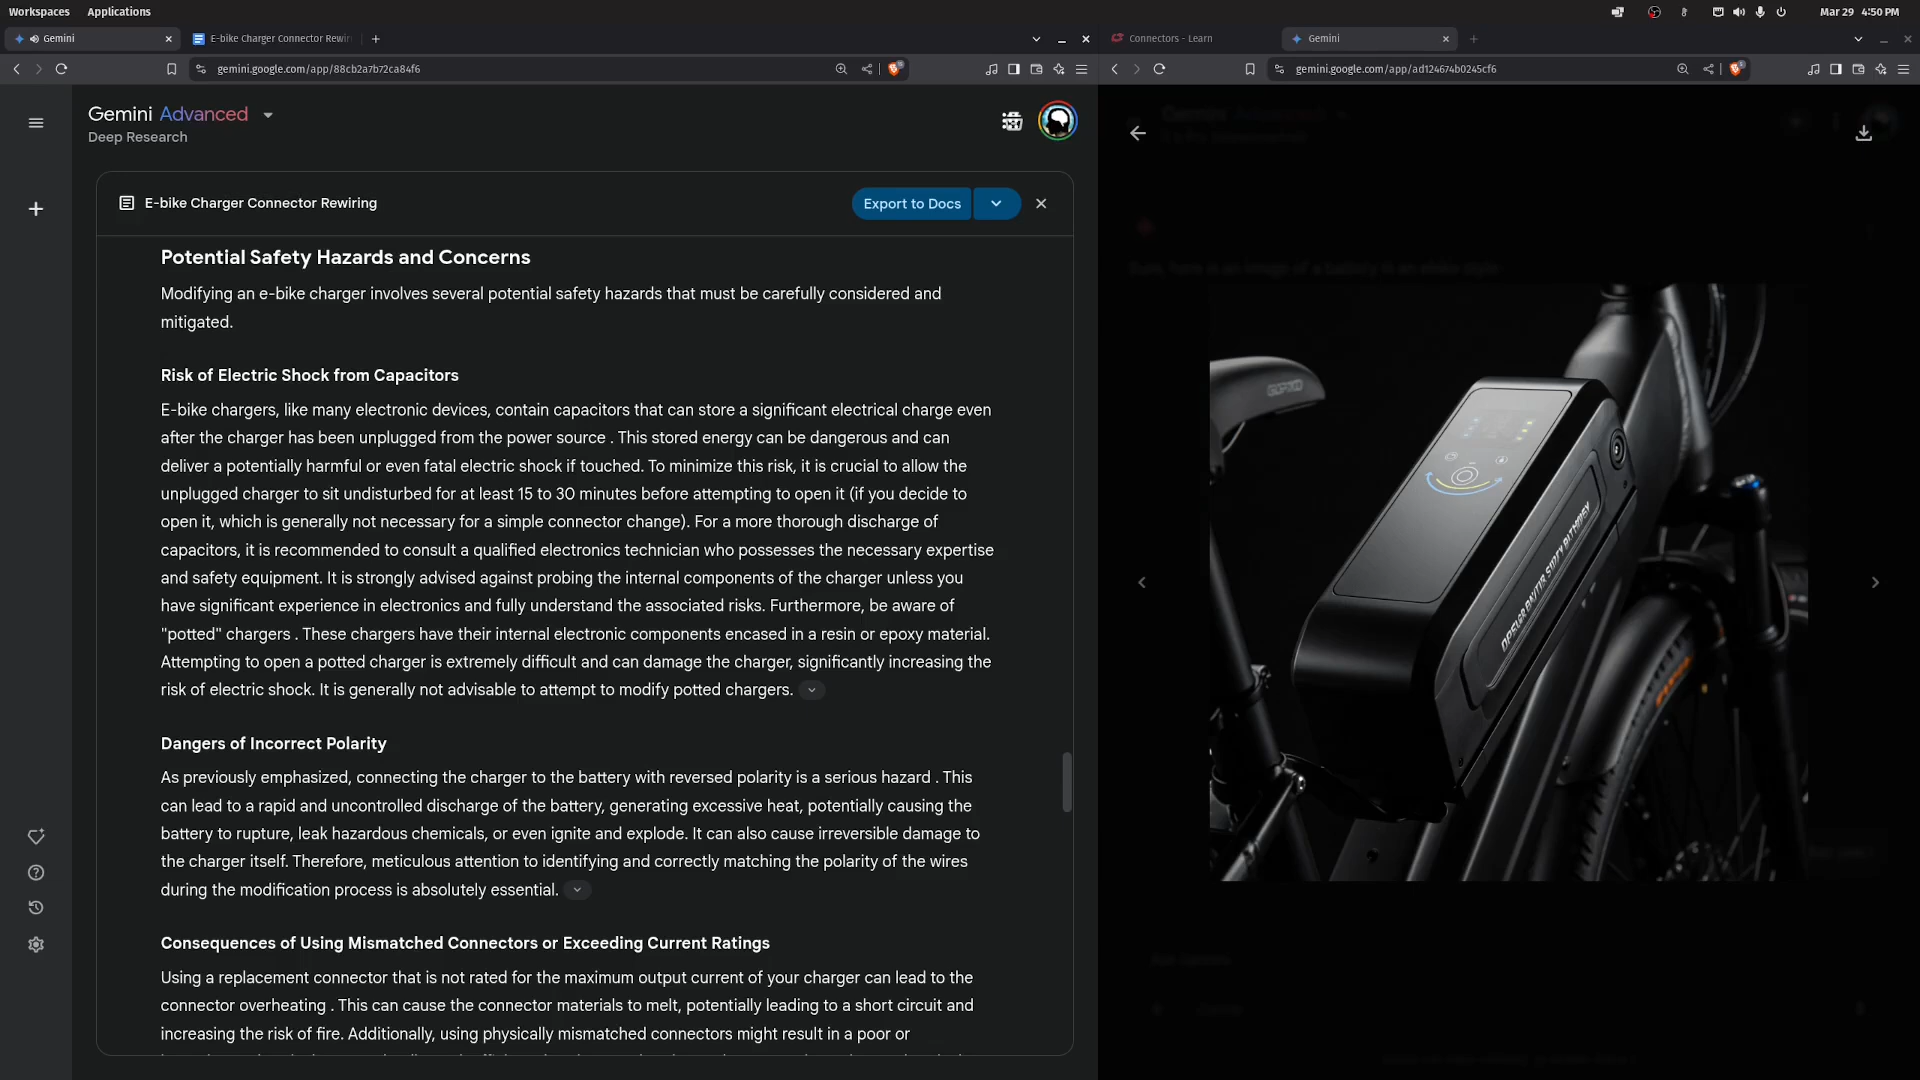 Workspaces Applications
Mar 29 4:50 PM
Gemini
E-bike Charger Connector Rewiri
Connectors - Learn
Gemini
gemini.google.com/app/88cb2a7b72ca84f6
gemini.google.com/app/ad124674b0245cf6
Gemini Advanced
Deep Research
E-bike Charger Connector Rewiring
Export to Docs
Potential Safety Hazards and Concerns
Modifying an e-bike charger involves several potential safety hazards that must be carefully considered and
mitigated.
Risk of Electric Shock from Capacitors
E-bike chargers, like many electronic devices, contain capacitors that can store a significant electrical charge even
after the charger has been unplugged from the power source . This stored energy can be dangerous and can
deliver a potentially harmful or even fatal electric shock if touched. To minimize this risk, it is crucial to allow the
unplugged charger to sit undisturbed for at least 15 to 30 minutes before attempting to open it (if you decide to
open it, which is generally not necessary for a simple connector change). For a more thorough discharge of
capacitors, it is recommended to consult a qualified electronics technician who possesses the necessary expertise
and safety equipment. It is strongly advised against probing the internal components of the charger unless you
have significant experience in electronics and fully understand the associated risks. Furthermore, be aware of
"potted" chargers . These chargers have their internal electronic components encased in a resin or epoxy material.
Attempting to open a potted charger is extremely difficult and can damage the charger, significantly increasing the
risk of electric shock. It is generally not advisable to attempt to modify potted chargers.
Dangers of Incorrect Polarity
As previously emphasized, connecting the charger to the battery with reversed polarity is a serious hazard . This
can lead to a rapid and uncontrolled discharge of the battery, generating excessive heat, potentially causing the
battery to rupture, leak hazardous chemicals, or even ignite and explode. It can also cause irreversible damage to
the charger itself. Therefore, meticulous attention to identifying and correctly matching the polarity of the wires
during the modification process is absolutely essential.
Consequences of Using Mismatched Connectors or Exceeding Current Ratings
Using a replacement connector that is not rated for the maximum output current of your charger can lead to the
connector overheating . This can cause the connector materials to melt, potentially leading to a short circuit and
increasing the risk of fire. Additionally, using physically mismatched connectors might result in a poor or